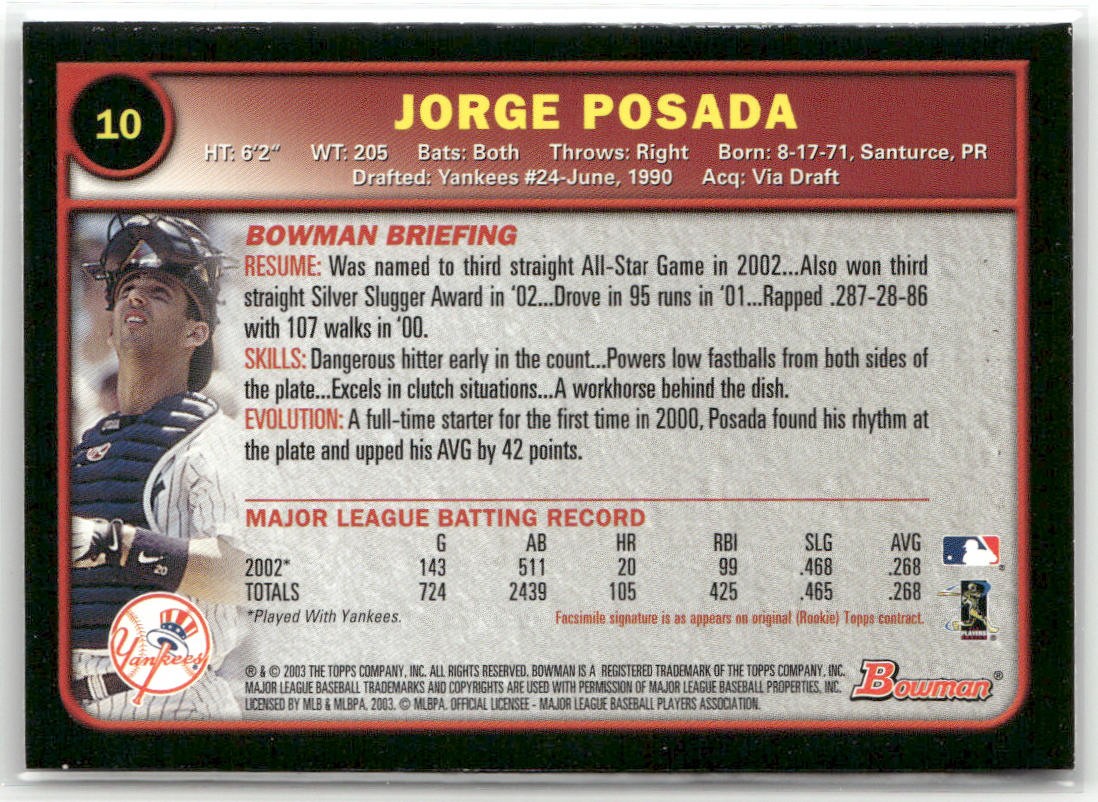 10
JORGE POSADA
HT: 6'2" WT: 205 Bats: Both Throws: Right Born: 8-17-71, Santurce, PR
Drafted: Yankees #24-June, 1990 Acq: Via Draft
BOWMAN BRIEFING
RESUME: Was named to third straight All-Star Game in 2002...Also won third
straight Silver Slugger Award in '02...Drove in 95 runs in '01...Rapped .287-28-86
with 107 walks in '00.
SKILLS: Dangerous hitter early in the count...Powers low fastballs from both sides of
the plate...Excels in clutch situations...A workhorse behind the dish.
EVOLUTION: A full-time starter for the first time in 2000, Posada found his rhythm at
the plate and upped his AVG by 42 points.
MAJOR LEAGUE BATTING RECORD
G AB HR RBI SLG AVG
2002* 143 511 20 99 .468 .268
TOTALS 724 2439 105 425 .465 .268
*Played With Yankees. Facsimile signature is as appears on original (Rookie) Topps contract.
20
PLAYERS
Yankees
® & © 2003 THE TOPPS COMPANY, INC. ALL RIGHTS RESERVED. BOWMAN IS A REGISTERED TRADEMARK OF THE TOPPS COMPANY, INC.
MAJOR LEAGUE BASEBALL TRADEMARKS AND COPYRIGHTS ARE USED WITH PERMISSION OF MAJOR LEAGUE BASEBALL PROPERTIES, INC.
LICENSED BY MLB & MLBPA, 2003. © MLBPA. OFFICIAL LICENSEE - MAJOR LEAGUE BASEBALL PLAYERS ASSOCIATION.
Bowman®